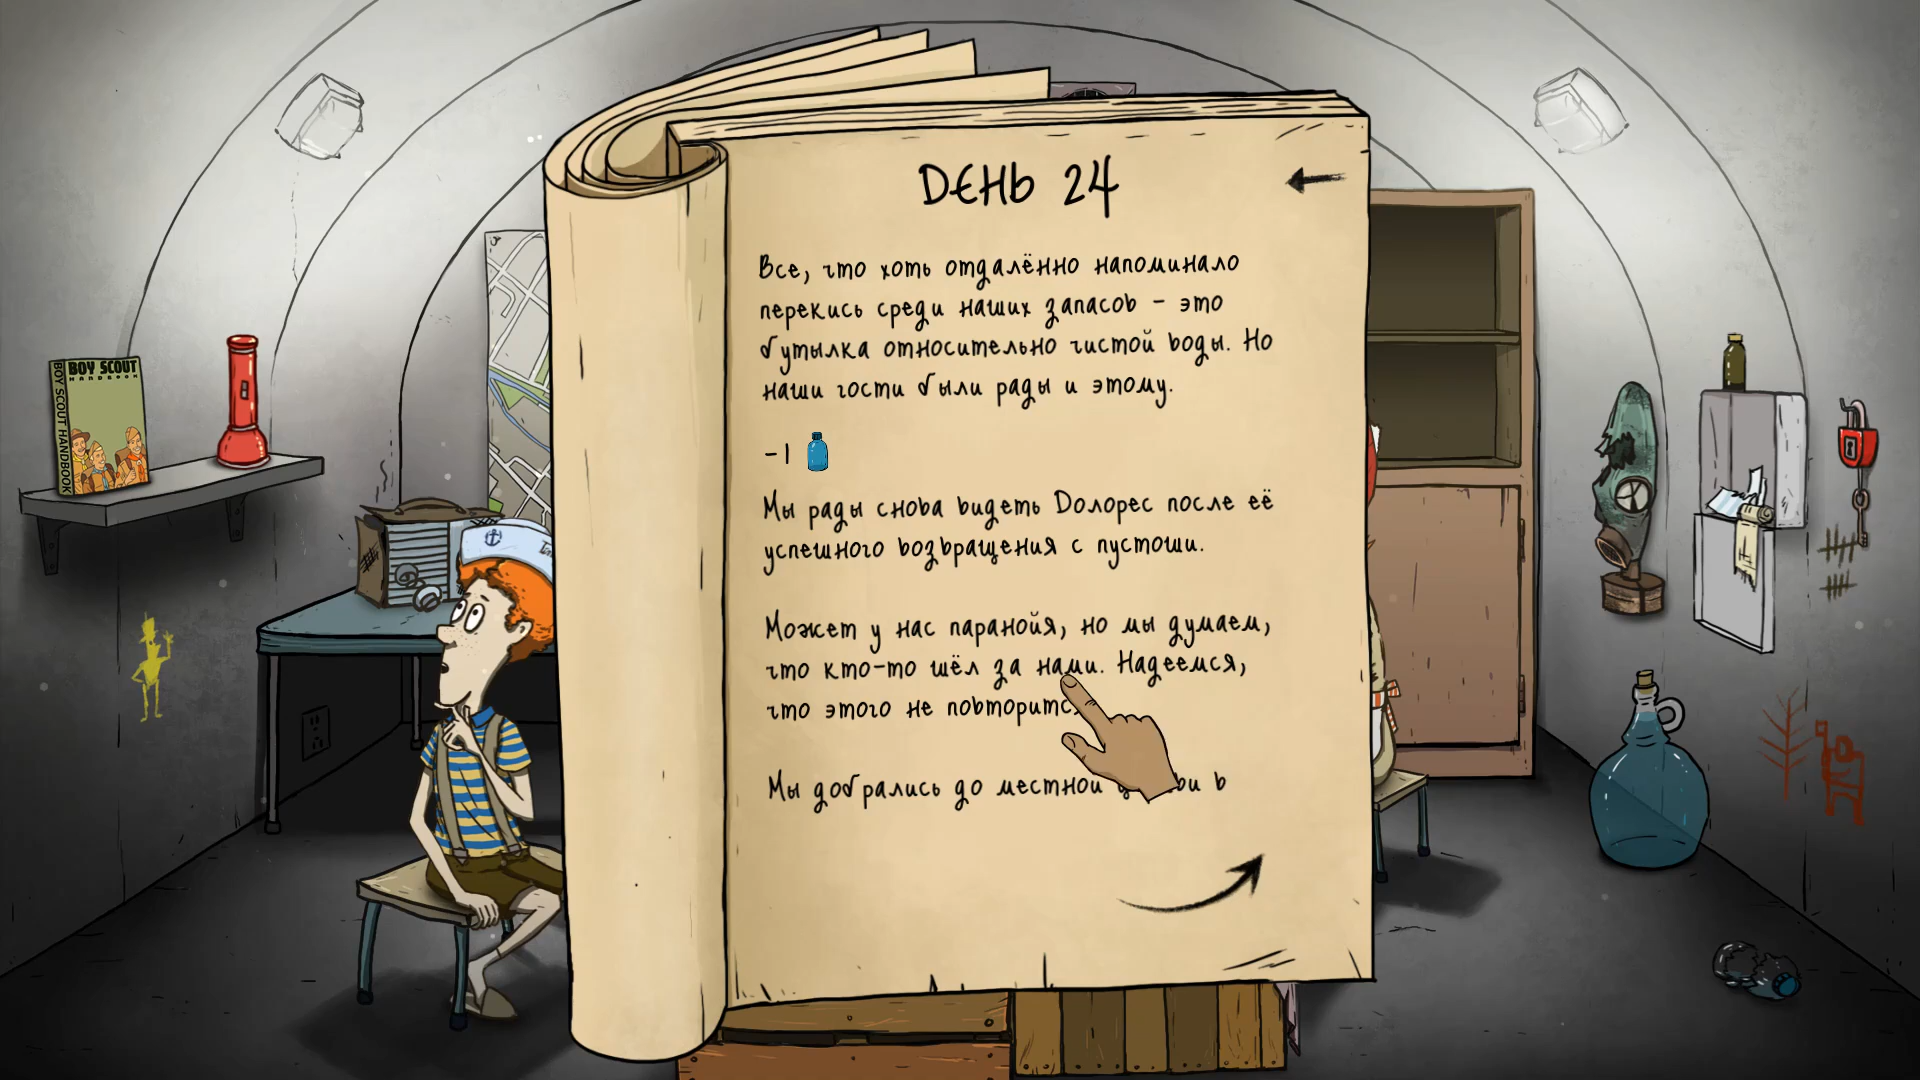 BOY SCOUT
HANDBOOK
BOY SCOUT HANDBOOK
ДЕНЬ 24
Все, что хоть отдалённо напоминало
перекись среди наших запасов - это
бутылка относительно чистой воды. Но
наши гости были рады и этому.
-1
Мы рады снова видеть Долорес после её
успешного возвращения с пустоши.
Может у нас паранойя, но мы думаем,
что кто-то шёл за нами. Надеемся,
что этого не повторится
Мы добрались до местной в